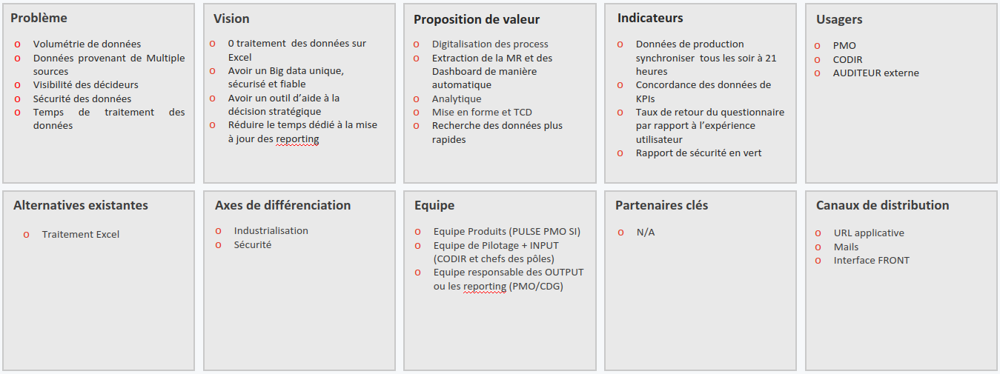 Problème
o Volumétrie de données
o Données provenant de Multiple
sources
o Visibilité des décideurs
o Sécurité des données
o Temps de traitement des
données
Vision
o 0 traitement des données sur
Excel
o Avoir un Big data unique,
sécurisé et fiable
o Avoir un outil d’aide à la
décision stratégique
o Réduire le temps dédié à la mise
à jour des reporting
Proposition de valeur
o Digitalisation des process
o Extraction de la MR et des
Dashboard de manière
automatique
o Analytique
o Mise en forme et TCD
o Recherche des données plus
rapides
Indicateurs
o Données de production
synchroniser tous les soir à 21
heures
o Concordance des données de
KPIs
o Taux de retour du questionnaire
par rapport à l’expérience
utilisateur
o Rapport de sécurité en vert
Usagers
o PMO
o CODIR
o AUDITEUR externe
Alternatives existantes
o Traitement Excel
Axes de différenciation
o Industrialisation
o Sécurité
Equipe
o Equipe Produits (PULSE PMO SI)
o Equipe de Pilotage + INPUT
(CODIR et chefs des pôles)
o Equipe responsable des OUTPUT
ou les reporting (PMO/CDG)
Partenaires clés
o N/A
Canaux de distribution
o URL applicative
o Mails
o Interface FRONT